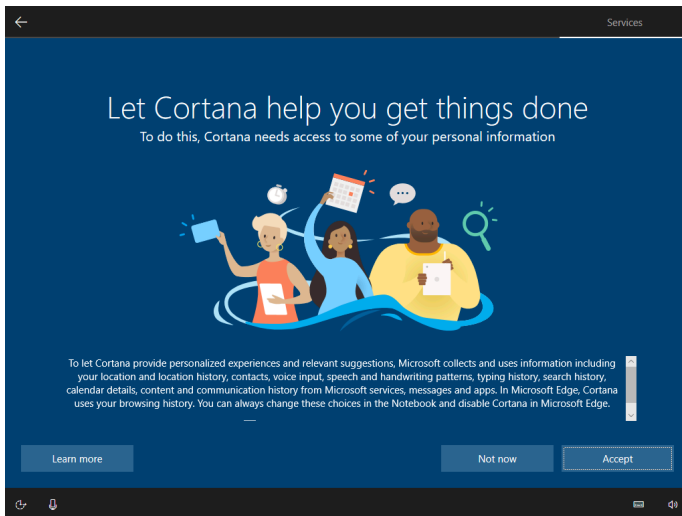 Services
Let Cortana help you get things done
To do this, Cortana needs access to some of your personal information
To let Cortana provide personalized experiences and relevant suggestions, Microsoft collects and uses information including
your location and location history, contacts, voice input, speech and handwriting patterns, typing history, search history,
calendar details, content and communication history from Microsoft services, messages and apps. In Microsoft Edge, Cortana
uses your browsing history. You can always change these choices in the Notebook and disable Cortana in Microsoft Edge.
Learn more
Not now
Accept